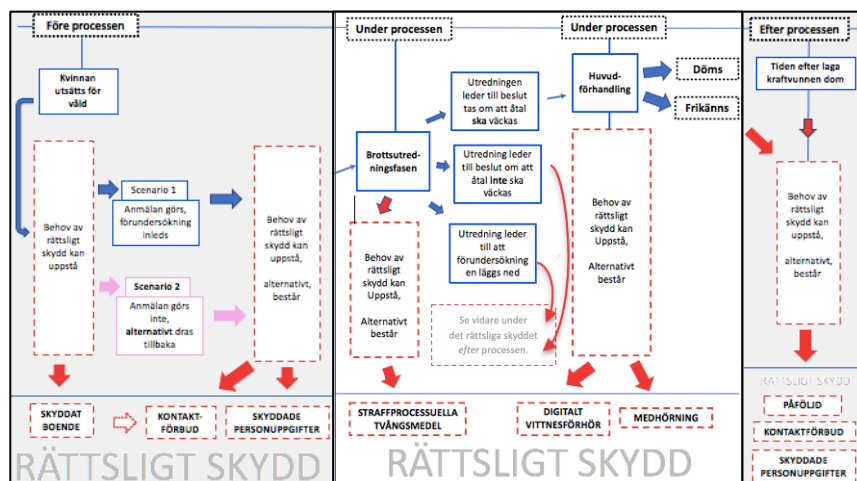 Före processen
Kvinnan
utsätts för
våld
Behov av
rättsligt
skydd kan
uppstå
Scenario 1
Anmälan görs,
förundersökning
inleds
Scenario 2
Anmälan görs
inte,
alternativt dras
tillbaka
Behov av
rättsligt
skydd kan
uppstå,
alternativt,
består
SKYDDAT
BOENDE
KONTAKT-
FÖRBUD
SKYDDADE
PERSONUPPGIFTER
RÄTTSLIGT SKYDD
Under processen
Brottsutred-
ningsfasen
Utredningen
leder till beslut
tas om att åtal
ska väckas
Utredning leder
till beslut om att
åtal inte ska
väckas
Utredning leder
till att
förundersökning
en läggs ned
Behov av
rättsligt
skydd kan
Uppstå,
Alternativt
består
Se vidare under
det rättsliga skyddet
efter processen.
Under processen
Huvud-
förhandling
Döms
Frikänns
Behov av
rättsligt
skydd kan
Uppstå,
Alternativt
består
STRAFFPROCESSUELLA
TVÅNGSMEDEL
DIGITALT
VITTNESFÖRHÖR
MEDHÖRNING
RÄTTSLIGT SKYDD
Efter processen
Tiden efter laga
kraftvunnen dom
Behov av
rättsligt
skydd kan
Uppstå,
alternativt,
består
RÄTTSLIGT SKYDD
PÅFÖLJD
KONTAKTFÖRBUD
SKYDDADE
PERSONUPPGIFTER